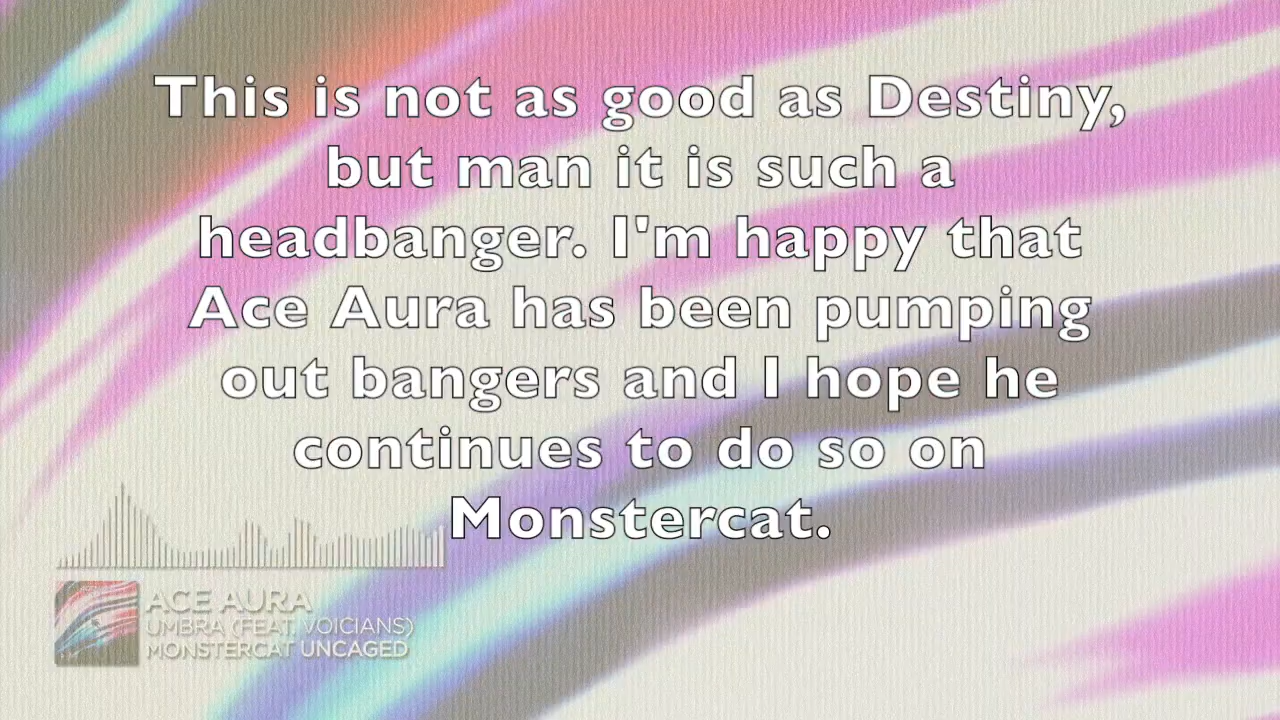 This is not as good as Destiny,
but man it is such a
headbanger. I'm happy that
Ace Aura has been pumping
out bangers and I hope he
continues to do so on
Monstercat.
ACE AURA
UMBRA (FEAT. VOICIANS)
MONSTERCAT UNCAGED